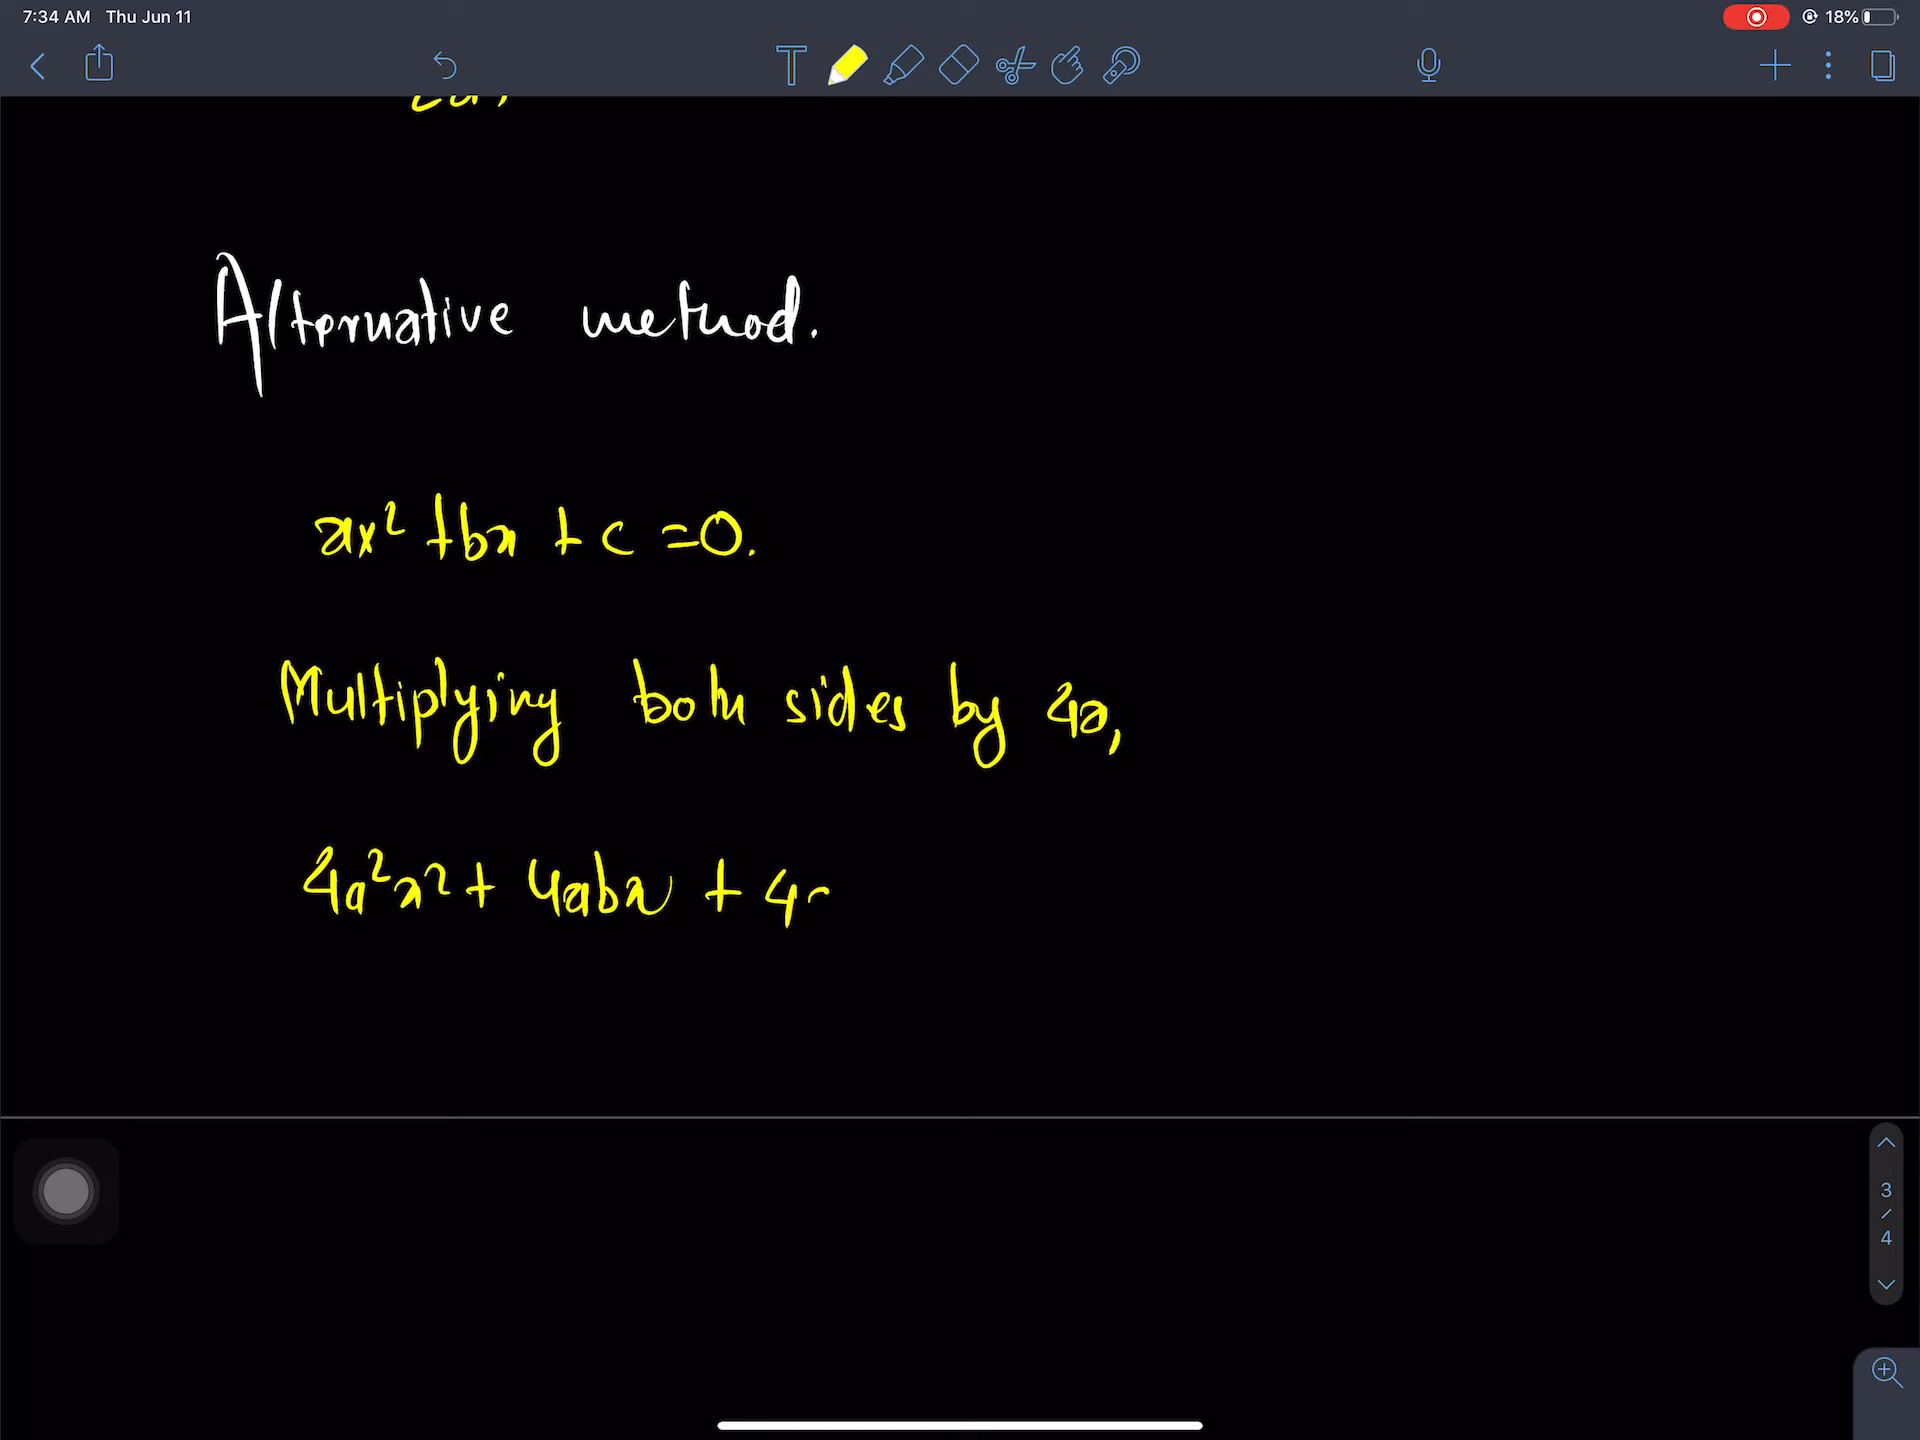 7:34 AM Thu Jun 11
18%
Alternative method.
ax² + bx + c = 0.
Multiplying both sides by 4a,
4a²x² + 4abx + 4
3
/
4